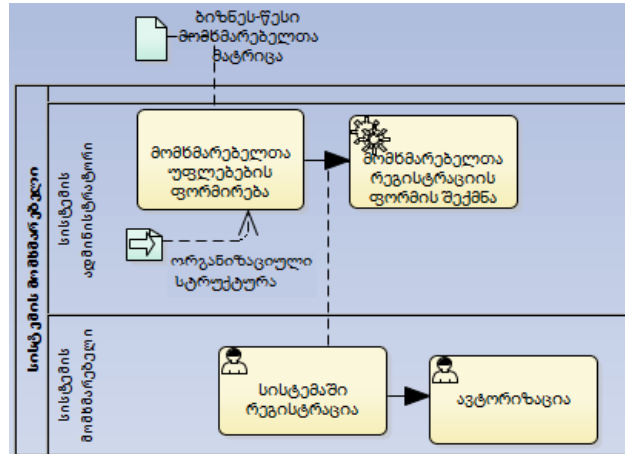 ბიზნეს-წესი
მომხმარებელთა
მატრიცა
სისტემის მომხმარებელი
სისტემის
ადმინისტრატორი
მომხმარებელთა
უფლებების
ფორმირება
მომხმარებელთა
რეგისტრაციის
ფორმის შექმნა
ორგანიზაციული
სტრუქტურა
სისტემის
მომხმარებელი
სისტემაში
რეგისტრაცია
ავტორიზაცია